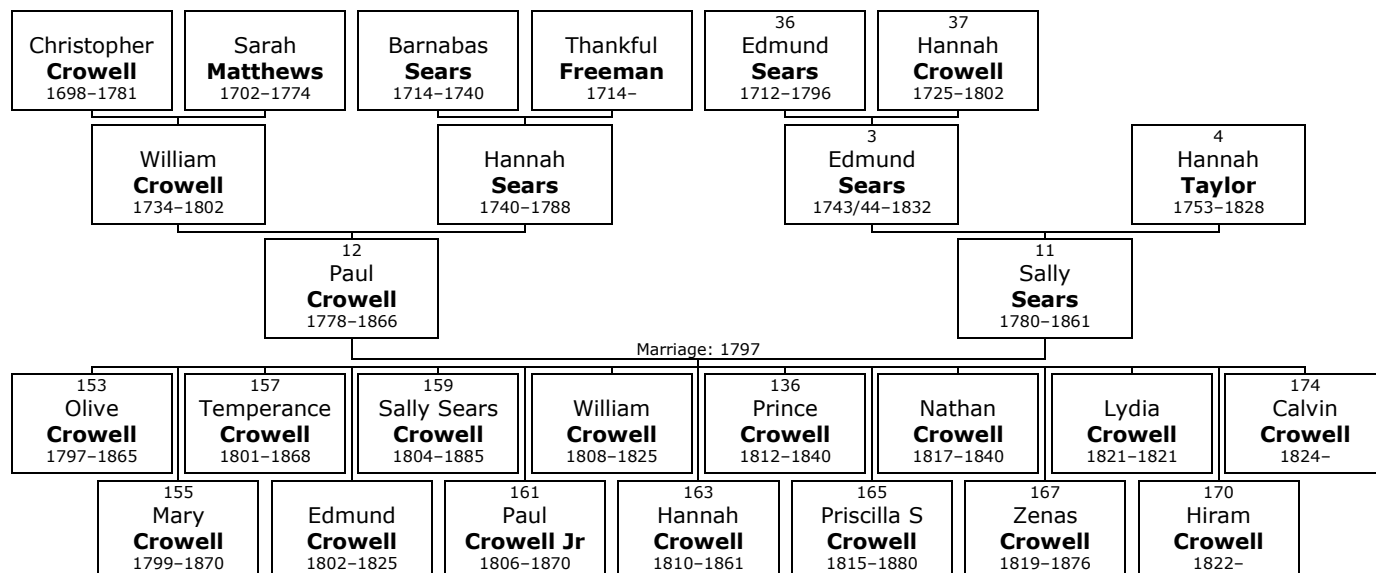 Christopher
Crowell
1698–1781
Sarah
Matthews
1702–1774
Barnabas
Sears
1714–1740
Thankful
Freeman
1714–
36
Edmund
Sears
1712–1796
37
Hannah
Crowell
1725–1802
William
Crowell
1734–1802
Hannah
Sears
1740–1788
3
Edmund
Sears
1743/44–1832
4
Hannah
Taylor
1753–1828
12
Paul
Crowell
1778–1866
11
Sally
Sears
1780–1861
Marriage: 1797
153
Olive
Crowell
1797–1865
157
Temperance
Crowell
1801–1868
159
Sally Sears
Crowell
1804–1885
William
Crowell
1808–1825
136
Prince
Crowell
1812–1840
Nathan
Crowell
1817–1840
Lydia
Crowell
1821–1821
174
Calvin
Crowell
1824–
155
Mary
Crowell
1799–1870
Edmund
Crowell
1802–1825
161
Paul
Crowell Jr
1806–1870
163
Hannah
Crowell
1810–1861
165
Priscilla S
Crowell
1815–1880
167
Zenas
Crowell
1819–1876
170
Hiram
Crowell
1822–